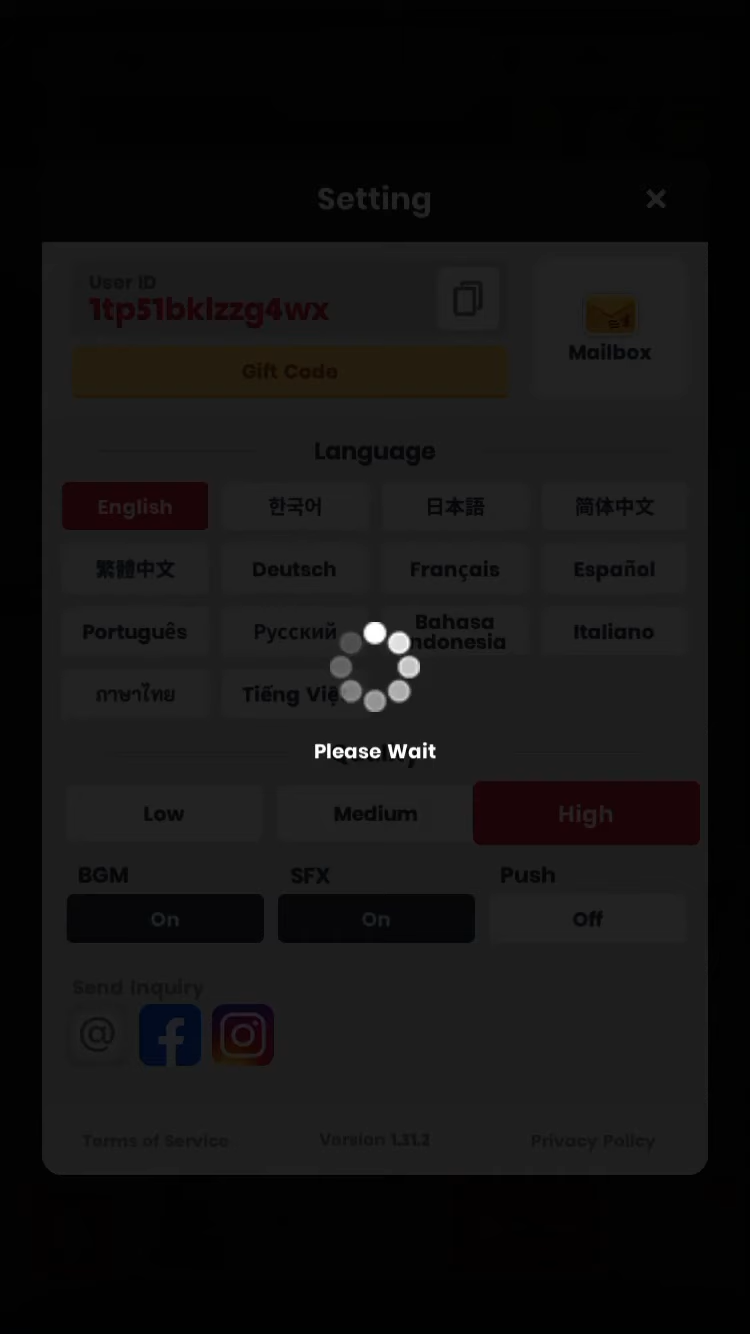 Setting
User ID
1tp51bklzzg4wx
Gift Code
Mailbox
Language
English
한국어
日本語
简体中文
繁體中文
Deutsch
Français
Español
Português
Русский
Bahasa
ndonesia
Italiano
ภาษาไทย
Tiếng Việ
Please Wait
Low
Medium
High
BGM
SFX
Push
On
On
Off
Send Inquiry
Terms of Service
Version 1.31.2
Privacy Policy